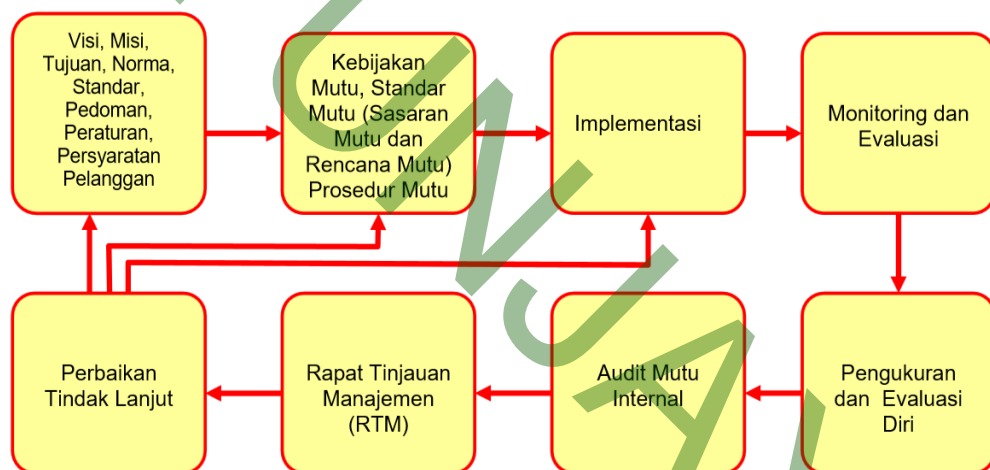 Visi, Misi,
Tujuan, Norma,
Standar,
Pedoman,
Peraturan,
Persyaratan
Pelanggan
Kebijakan
Mutu, Standar
Mutu (Sasaran
Mutu dan
Rencana Mutu)
Prosedur Mutu
Implementasi
Monitoring dan
Evaluasi
Perbaikan
Tindak Lanjut
Rapat Tinjauan
Manajemen
(RTM)
Audit Mutu
Internal
Pengukuran
dan Evaluasi
Diri
UNJA